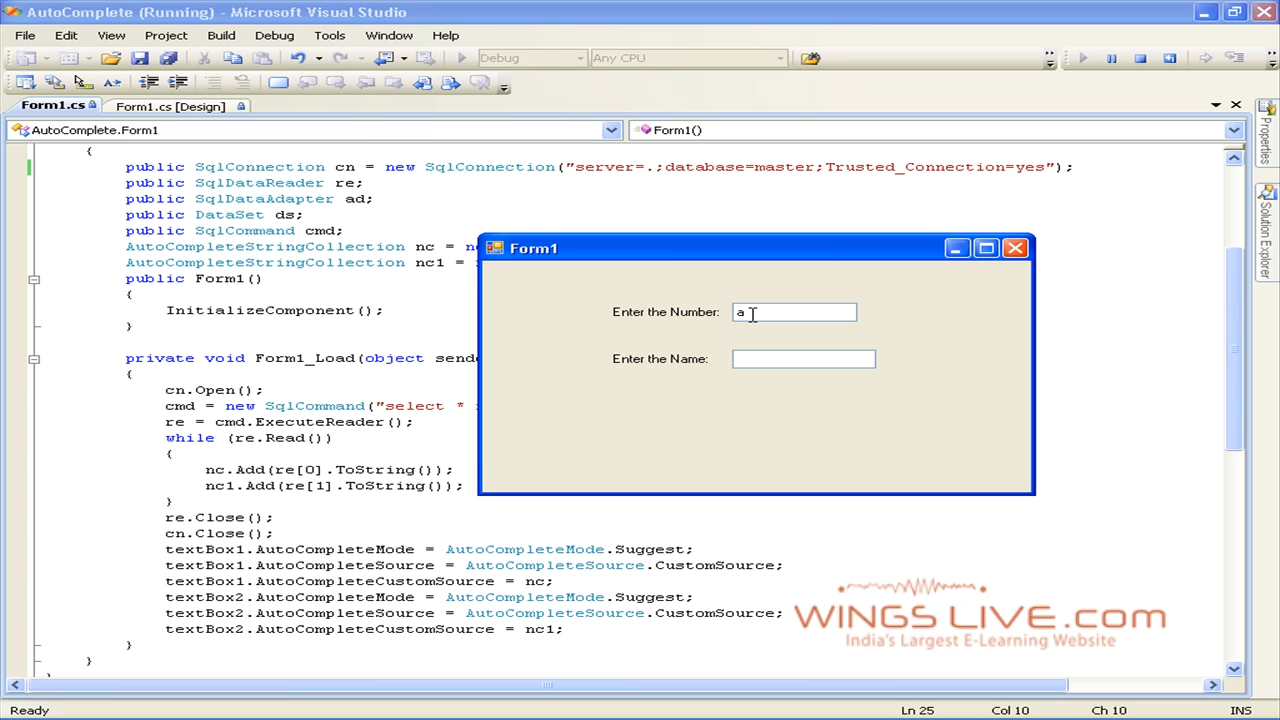 AutoComplete (Running) - Microsoft Visual Studio
File Edit View Project Build Debug Tools Window Help
Debug Any CPU
Form1.cs Form1.cs [Design]
AutoComplete.Form1 Form1()
{
public SqlConnection cn = new SqlConnection("server=.;database=master;Trusted_Connection=yes");
public SqlDataReader re;
public SqlDataAdapter ad;
public DataSet ds;
public SqlCommand cmd;
AutoCompleteStringCollection nc =
AutoCompleteStringCollection nc1 =
public Form1()
{
InitializeComponent();
}
private void Form1_Load(object
{
cn.Open();
cmd = new SqlCommand("select *
re = cmd.ExecuteReader();
while (re.Read())
{
nc.Add(re[0].ToString());
nc1.Add(re[1].ToString());
}
re.Close();
cn.Close();
textBox1.AutoCompleteMode = AutoCompleteMode.Suggest;
textBox1.AutoCompleteSource = AutoCompleteSource.CustomSource;
textBox1.AutoCompleteCustomSource = nc;
textBox2.AutoCompleteMode = AutoCompleteMode.Suggest;
textBox2.AutoCompleteSource = AutoCompleteSource.CustomSource;
textBox2.AutoCompleteCustomSource = nc1;
}
}
Form1
Enter the Number: a
Enter the Name:
Properties
Solution Explorer
WINGS LIVE.com
India's Largest E-Learning Website
Ready Ln 25 Col 10 Ch 10 INS